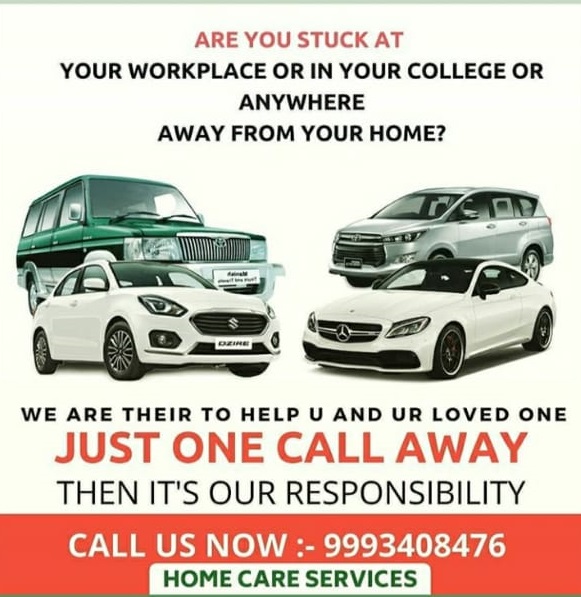 ARE YOU STUCK AT
YOUR WORKPLACE OR IN YOUR COLLEGE OR
ANYWHERE
AWAY FROM YOUR HOME?
DZIRE
WE ARE THEIR TO HELP U AND UR LOVED ONE
JUST ONE CALL AWAY
THEN IT'S OUR RESPONSIBILITY
CALL US NOW :- 9993408476
HOME CARE SERVICES